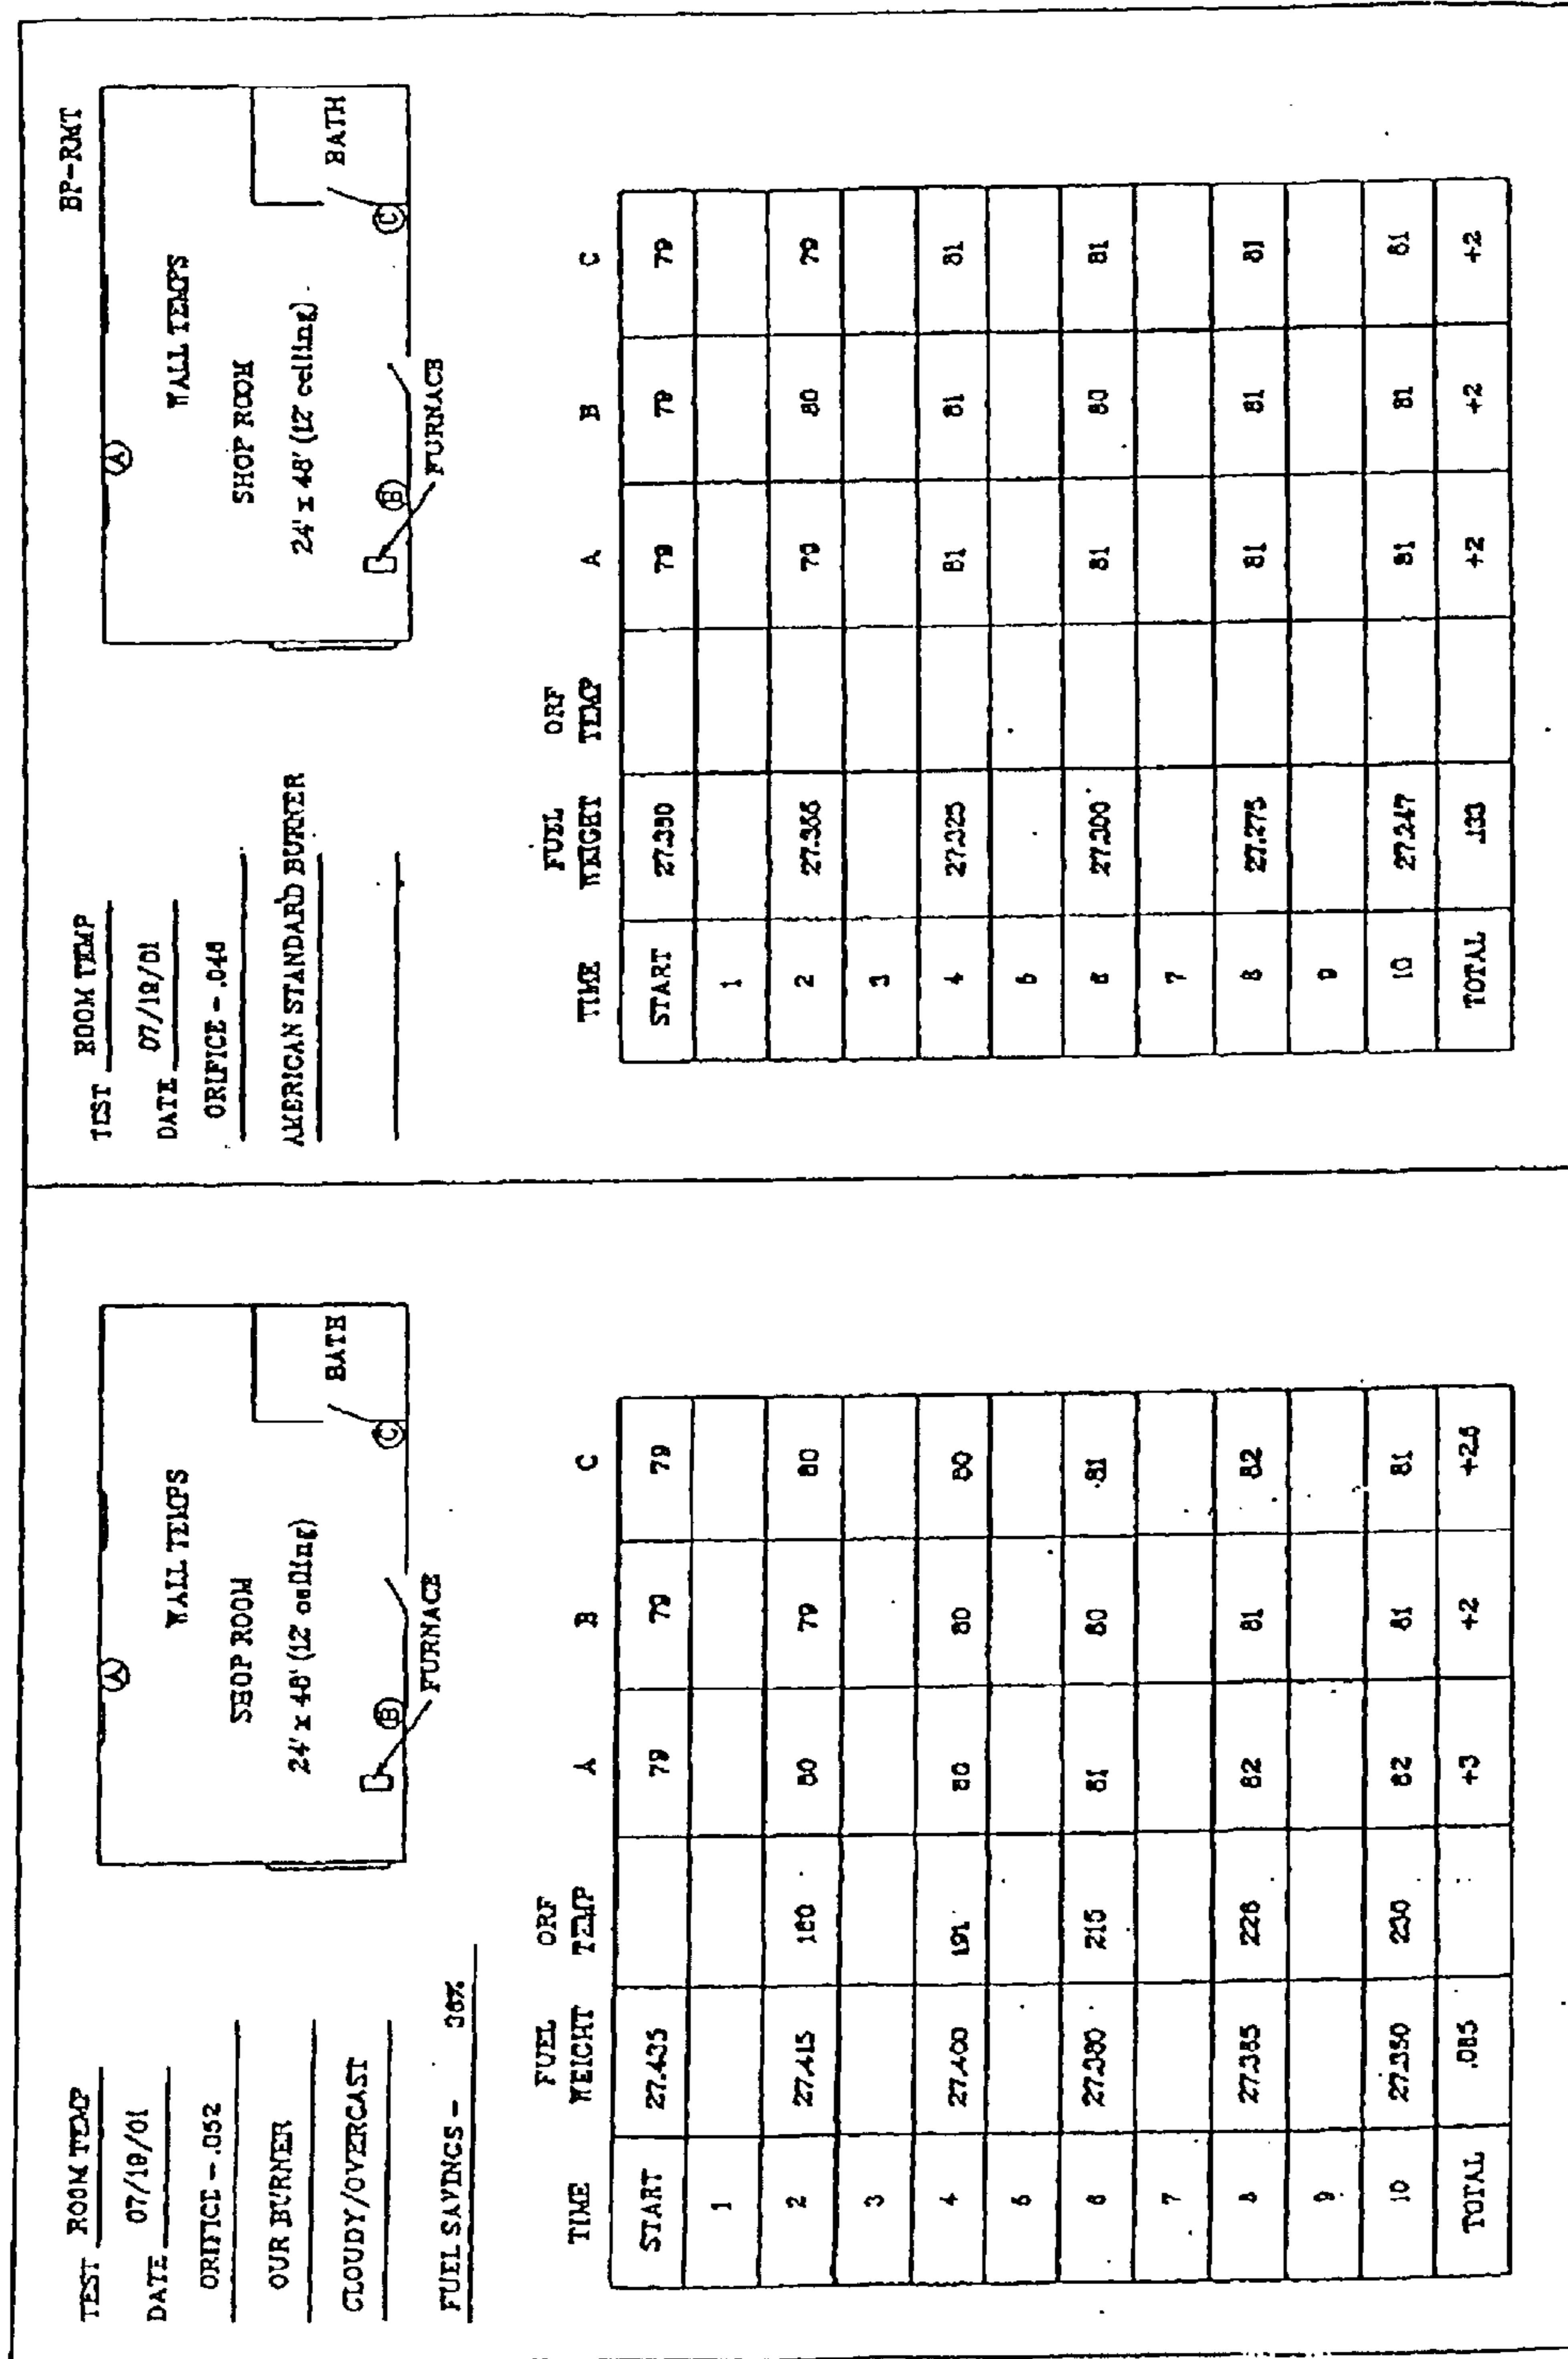 BP-RMT
TEST ROOM TEMP
DATE 07/18/01
ORIFICE - .052
OUR BURNER
CLOUDY/OVERCAST
FUEL SAVINGS - 36%
WALL TEMPS
SHOP ROOM
24' x 48' (12' ceiling)
A
B
C
BATH
FURNACE
TIME FUEL WEIGHT ORF TEMP A B C
START 27.435 79 79 79
1
2 27.415 180 80 79 80
3
4 27.400 191 80 80 80
5
6 27.380 215 81 80 81
7
8 27.365 226 82 81 82
9
10 27.350 230 82 81 81
TOTAL .085 +3 +2
TEST ROOM TEMP
DATE 07/18/01
ORIFICE - .046
AMERICAN STANDARD BURNER
WALL TEMPS
SHOP ROOM
24' x 48' (12' ceiling)
A
B
C
BATH
FURNACE
TIME FUEL WEIGHT ORF TEMP A B C
START 27.380 79 79 79
1
2 79 80 79
3
4 27.325 81 81 81
5
6 27.300 81 80 81
7
8 27.275 81 81 81
9
10 27.247 81 81 81
TOTAL .133 +2 +2 +2